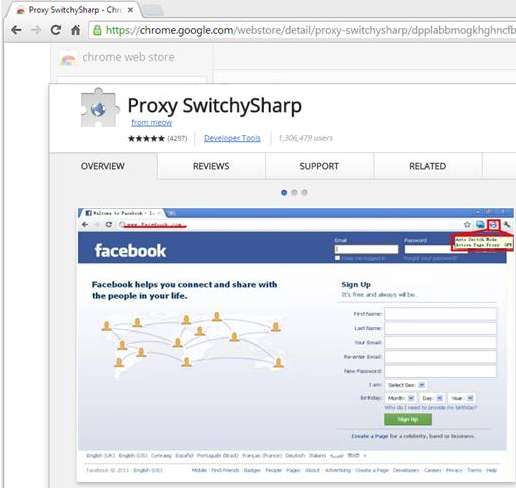 Proxy SwitchySharp - Chr
https://chrome.google.com/webstore/detail/proxy-switchysharp/dpplabbmogkhghncfb
chrome web store
Proxy SwitchySharp
from meow
★★★★★ (4297) Developer Tools 1,306,479 users
OVERVIEW REVIEWS SUPPORT RELATED
Welcome to Facebook - L
www.facebook.com
Auto Switch Mode
Active Page Proxy
facebook
Email Password
Keep me logged in Forgot your password?
Facebook helps you connect and share with
the people in your life.
Sign Up
It's free and always will be.
First Name:
Last Name:
Your Email:
Re-enter Email:
New Password:
I am: Select Sex:
Birthday: Month: Day: Year:
Why do I need to provide my birthday?
Sign Up
Create a Page for a celebrity, band or business.
English (UK) English (US) Cymraeg Español Português (Brasil) Français (France) Deutsch Italiano
Facebook © 2011 English (US) Mobile Find Friends Badges People Pages About Advertising Create a Page Developers Careers Privacy Terms Help